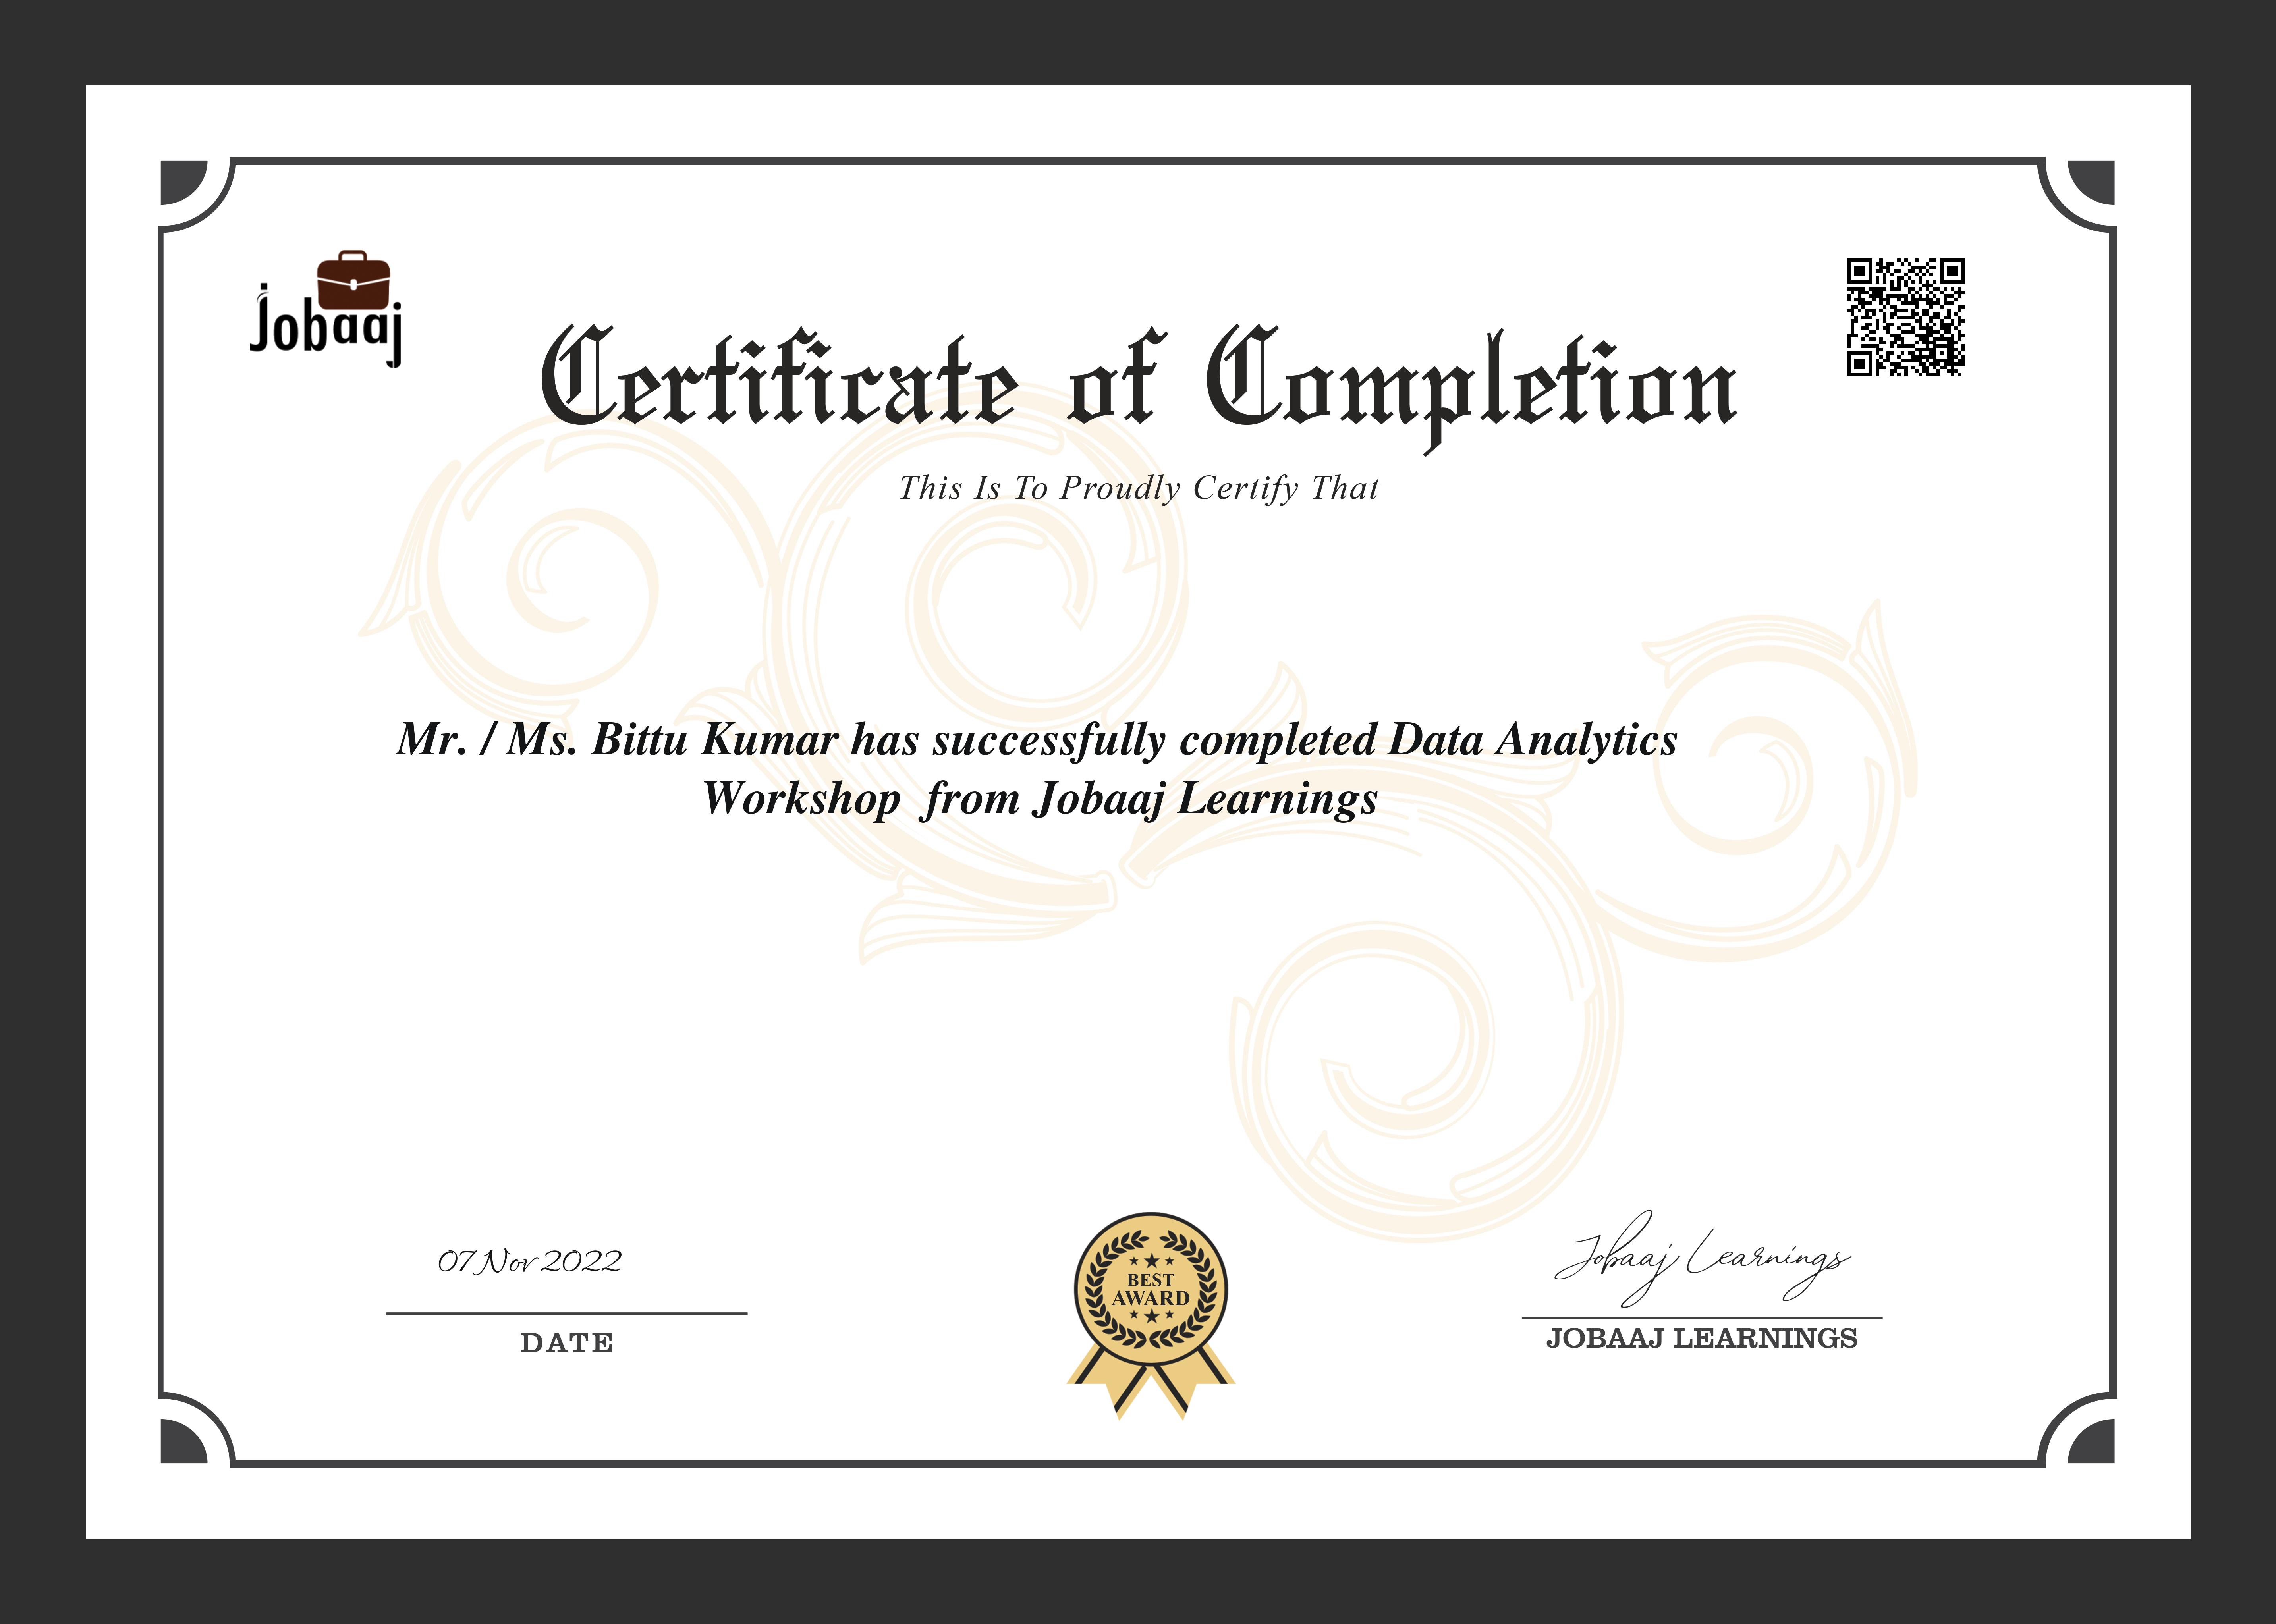 Jobaaj
Certificate of Completion
This Is To Proudly Certify That
Mr. / Ms. Bittu Kumar has successfully completed Data Analytics
Workshop from Jobaaj Learnings
07 Nov 2022
DATE
BEST
AWARD
Jobaaj Learnings
JOBAAJ LEARNINGS